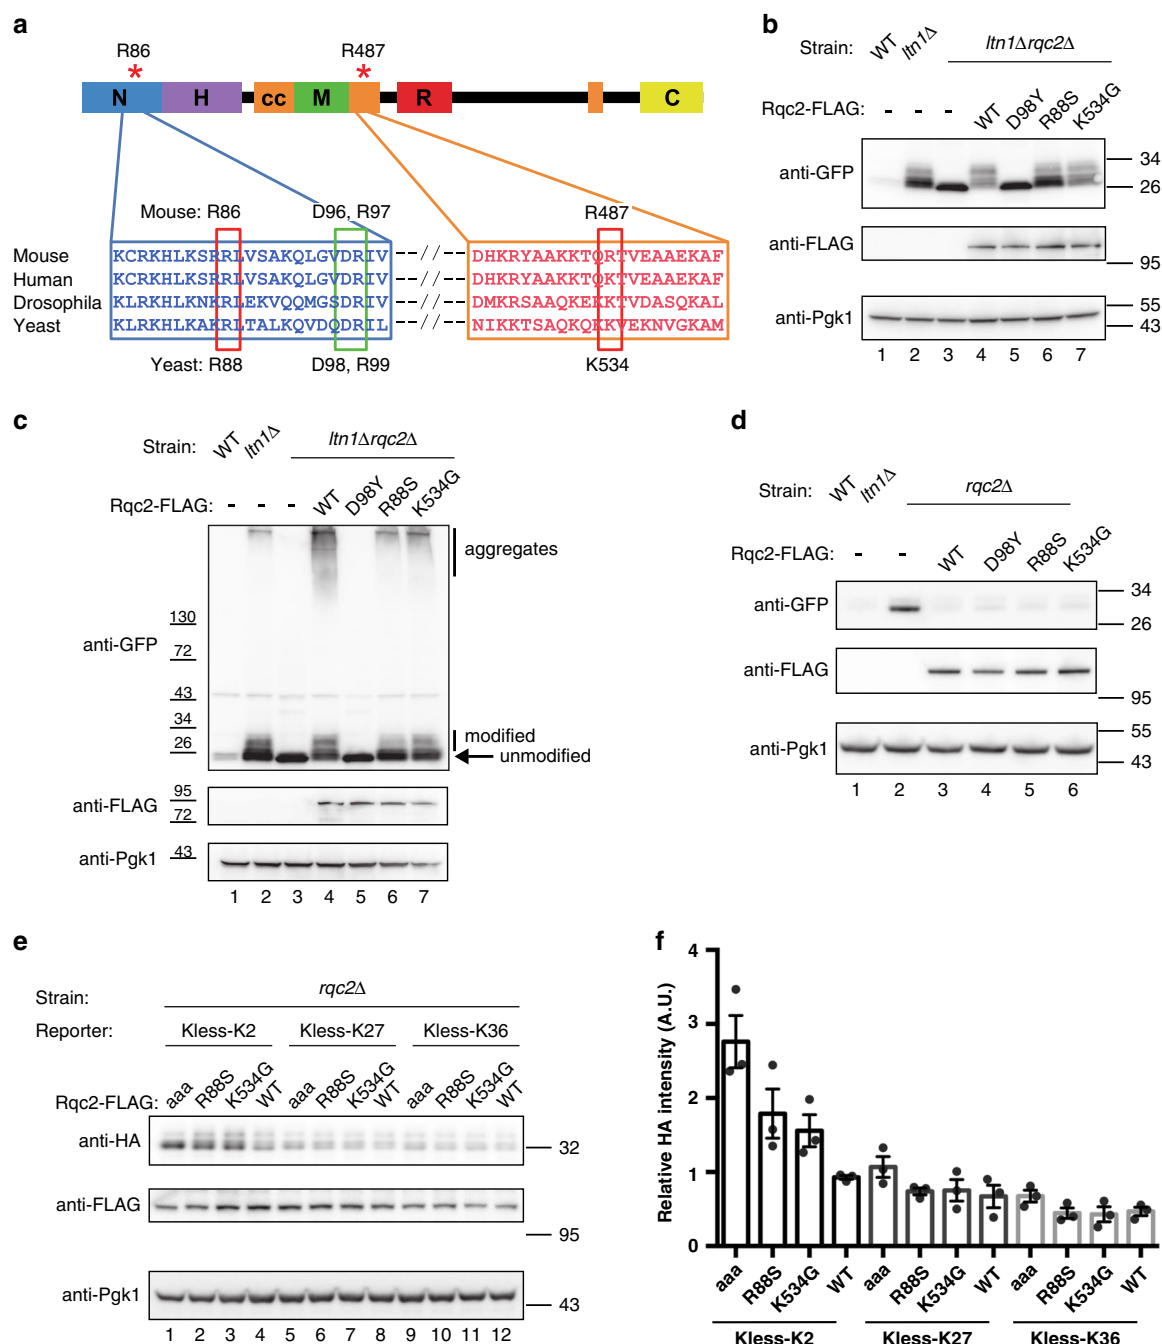 a
R86
R487
*
*
N
H
cc
M
R
C
Mouse: R86
D96, R97
R487
Mouse
KCRKHLKSRRLVSAKQLGVDRIV
DHKRYAAKKTQRTVEAAEKAF
Human
KCRKHLKSRRLVSAKQLGVDRIV
DHKRYAAKKTQKTVEAAEKAF
Drosophila
KLRKHLKNKRLEKVQQMGSDRIV
DMKRSAAKQEKKTVDASQKAL
Yeast
KLRKHLKAKRLTALKQVDQDRIL
NIKKTSAQKQKKVEKNVGKAM
Yeast: R88
D98, R99
K534
b
Strain:
WT
ltn1Δ
ltn1Δrqc2Δ
Rqc2-FLAG:
- - - WT D98Y R88S K534G
anti-GFP
34
26
anti-FLAG
95
anti-Pgk1
55
43
1 2 3 4 5 6 7
c
Strain:
WT
ltn1Δ
ltn1Δrqc2Δ
Rqc2-FLAG:
- - - WT D98Y R88S K534G
aggregates
anti-GFP
130
72
43
34
26
modified
unmodified
anti-FLAG
95
72
anti-Pgk1
43
1 2 3 4 5 6 7
d
Strain:
WT
ltn1Δ
rqc2Δ
Rqc2-FLAG:
- - WT D98Y R88S K534G
anti-GFP
34
26
anti-FLAG
95
anti-Pgk1
55
43
1 2 3 4 5 6
e
Strain:
rqc2Δ
Reporter:
Kless-K2 Kless-K27 Kless-K36
Rqc2-FLAG:
aaa R88S K534G WT aaa R88S K534G WT aaa R88S K534G WT
anti-HA
32
anti-FLAG
95
anti-Pgk1
43
1 2 3 4 5 6 7 8 9 10 11 12
f
Relative HA intensity (A.U.)
4
3
2
1
0
aaa R88S K534G WT aaa R88S K534G WT aaa R88S K534G WT
Kless-K2 Kless-K27 Kless-K36